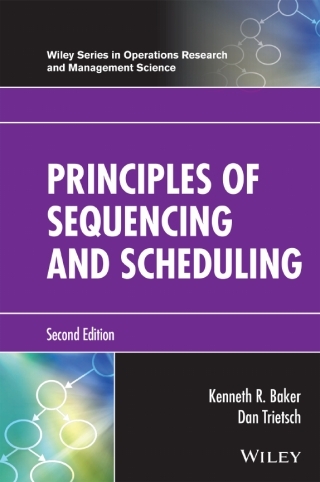 Wiley Series in Operations Research
and Management Science
PRINCIPLES OF
SEQUENCING
AND SCHEDULING
Second Edition
Kenneth R. Baker
Dan Trietsch
WILEY